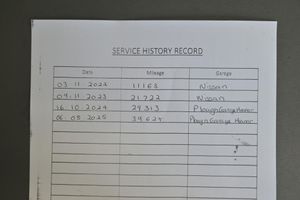 SERVICE HISTORY RECORD
Date Mileage Garage
03.11.2022 11163 Nissan
09.11.2023 21722 Nissan
16.10.2024 29313
06.05.2025 34627